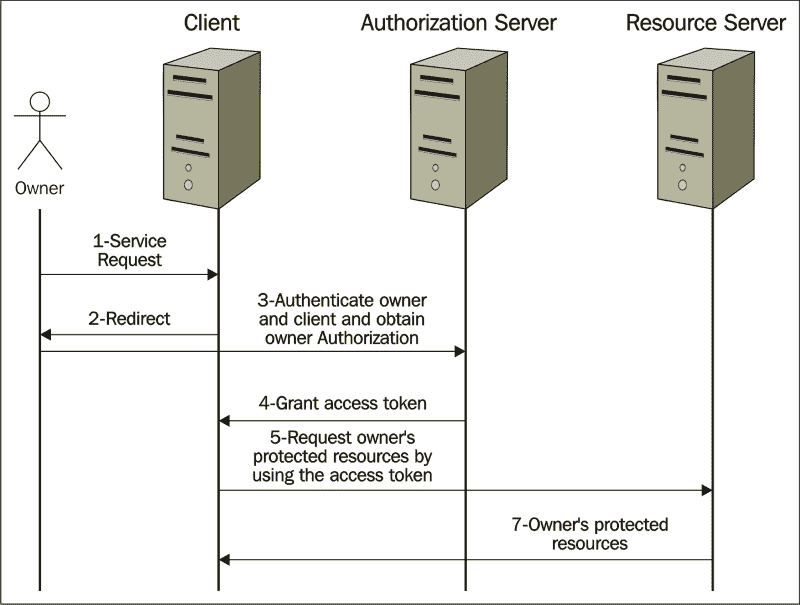 Client
Authorization Server
Resource Server
Owner
1-Service
Request
2-Redirect
3-Authenticate owner
and client and obtain
owner Authorization
4-Grant access token
5-Request owner's
protected resources by
using the access token
7-Owner's protected
resources